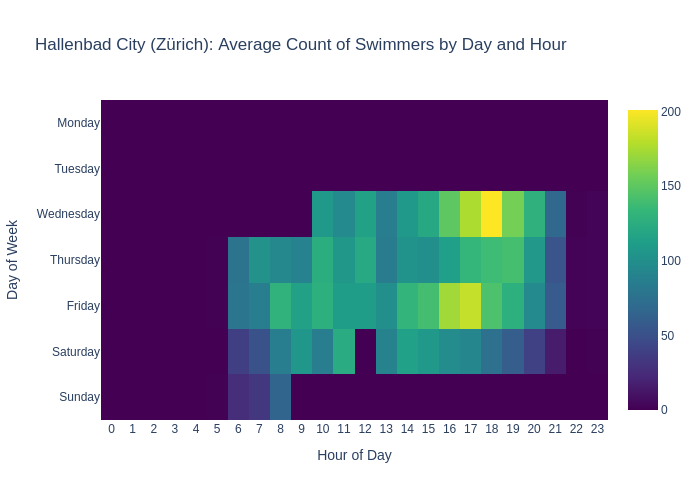 Hallenbad City (Zürich): Average Count of Swimmers by Day and Hour
Monday
Tuesday
Wednesday
Thursday
Friday
Saturday
Sunday
Day of Week
0 1 2 3 4 5 6 7 8 9 10 11 12 13 14 15 16 17 18 19 20 21 22 23
Hour of Day
200
150
100
50
0